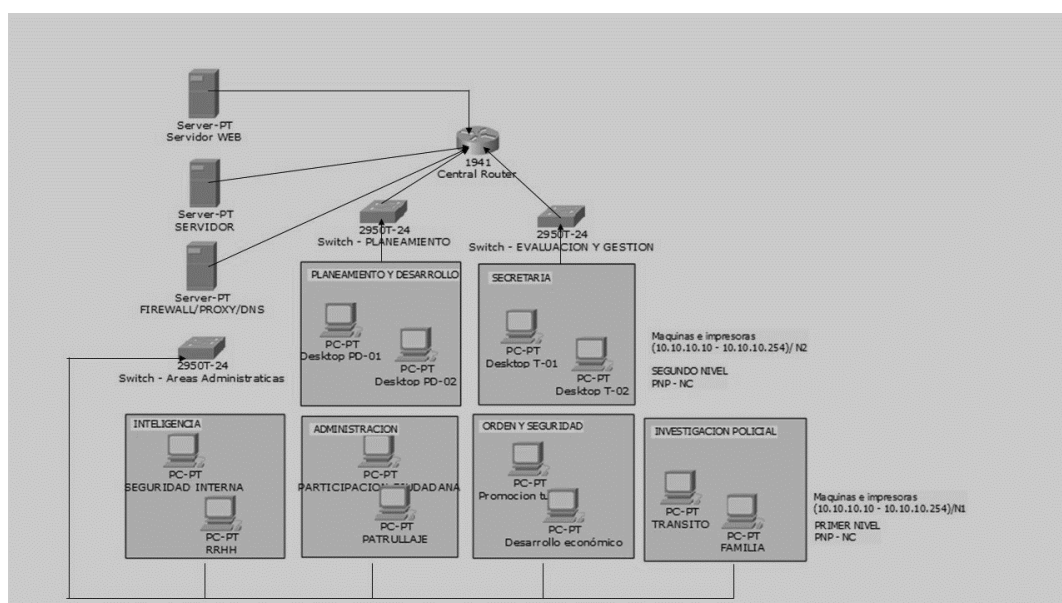 Server-PT
Servidor WEB
1941
Central Router
Server-PT
SERVIDOR
2950T-24
Switch - PLANEAMIENTO
2950T-24
Switch - EVALUACION Y GESTION
Server-PT
FIREWALL/PROXY/DNS
PLANEAMIENTO Y DESARROLLO
PC-PT
Desktop PD-01
PC-PT
Desktop PD-02
SECRETARIA
PC-PT
Desktop T-01
PC-PT
Desktop T-02
Maquinas e impresoras
(10.10.10.10 - 10.10.10.254)/ N2
SEGUNDO NIVEL
PNP - NC
2950T-24
Switch - Areas Administraticas
INTELIGENCIA
PC-PT
SEGURIDAD INTERNA
PC-PT
RRHH
ADMINISTRACION
PC-PT
PARTICIPACION
PC-PT
PATRULLAJE
ORDEN Y SEGURIDAD
PC-PT
Promocion
PC-PT
Desarrollo económico
INVESTIGACION POLICIAL
PC-PT
TRANSITO
PC-PT
FAMILIA
Maquinas e impresoras
(10.10.10.10 - 10.10.10.254)/N1
PRIMER NIVEL
PNP - NC